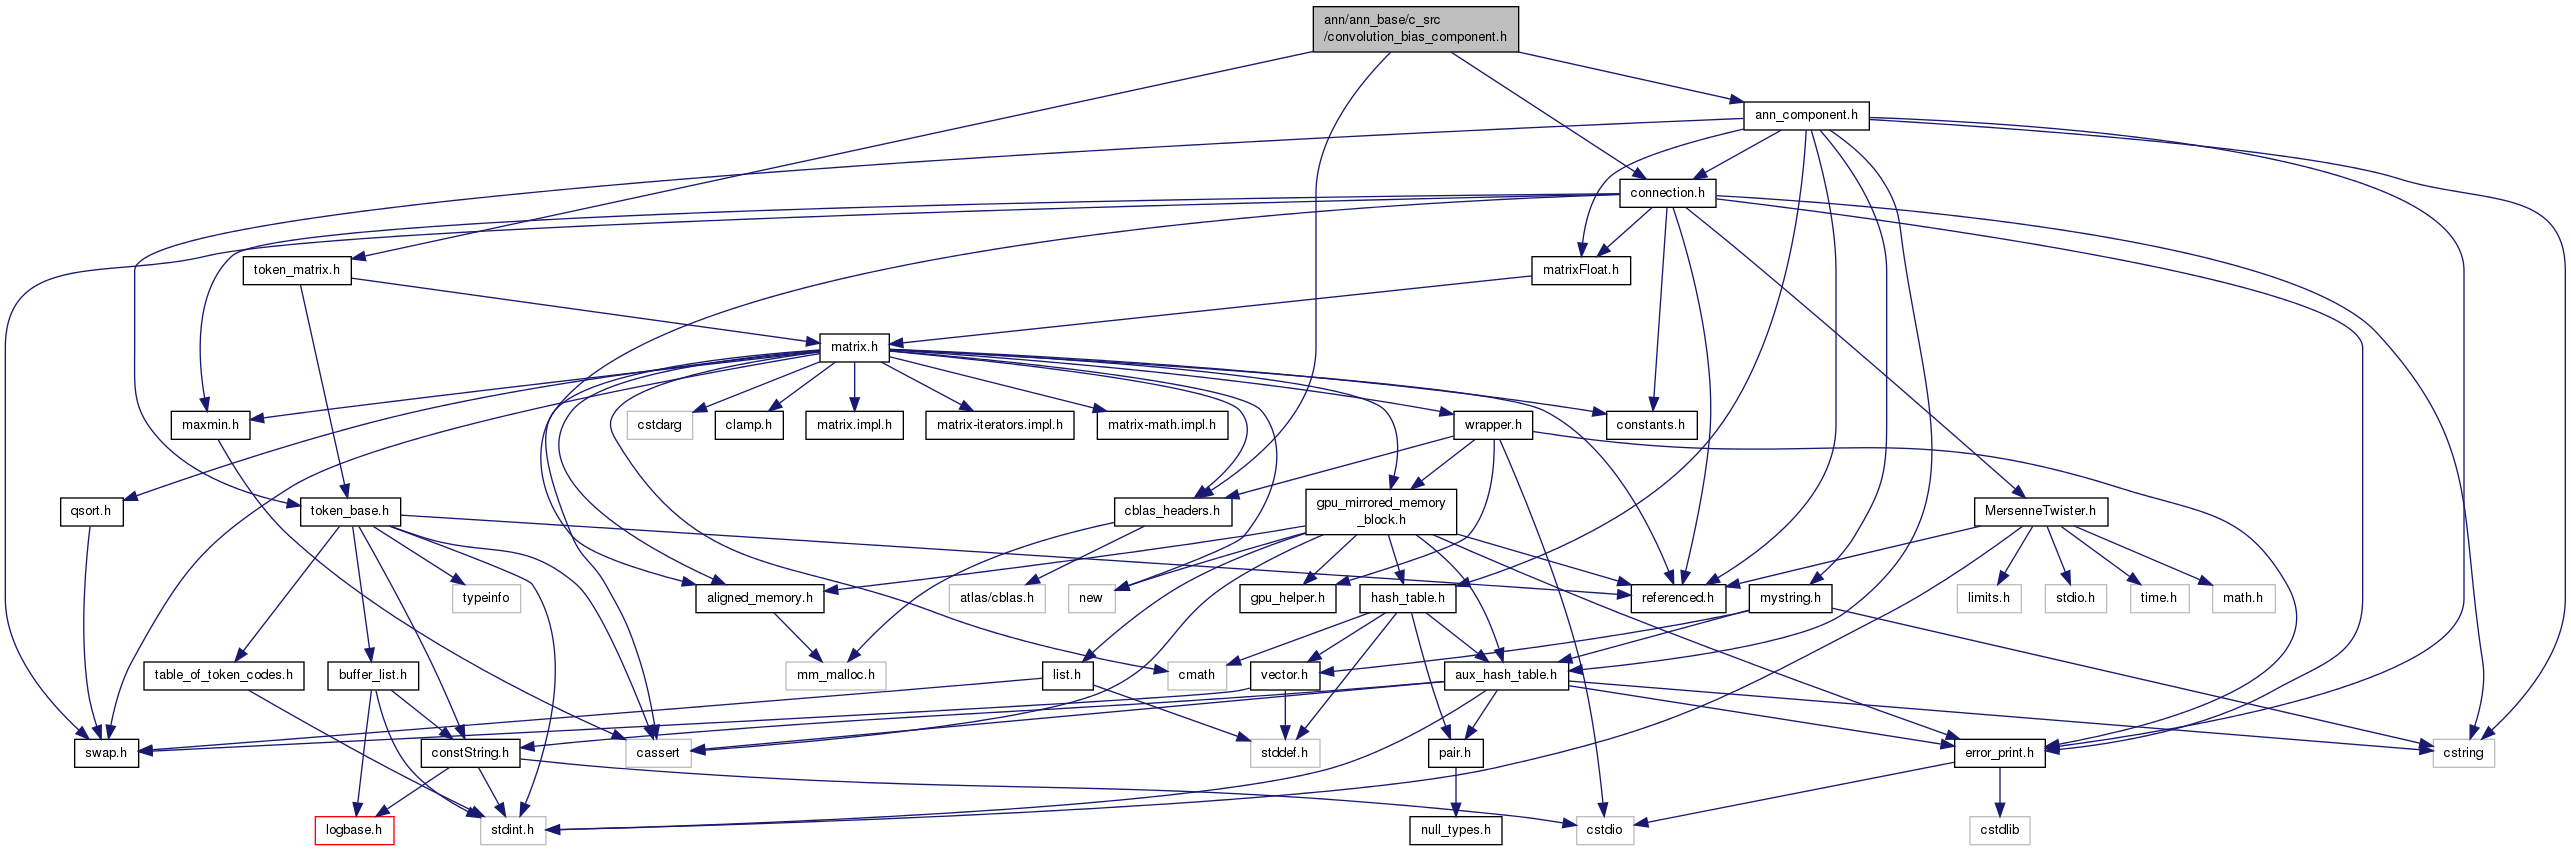 ann/ann_base/c_src
/convolution_bias_component.h
ann_component.h
connection.h
token_matrix.h
matrixFloat.h
matrix.h
maxmin.h
cstdarg
clamp.h
matrix.impl.h
matrix-iterators.impl.h
matrix-math.impl.h
wrapper.h
constants.h
qsort.h
token_base.h
cblas_headers.h
gpu_mirrored_memory
_block.h
MersenneTwister.h
typeinfo
aligned_memory.h
atlas/cblas.h
new
gpu_helper.h
hash_table.h
referenced.h
mystring.h
limits.h
stdio.h
time.h
math.h
table_of_token_codes.h
buffer_list.h
mm_malloc.h
list.h
cmath
vector.h
aux_hash_table.h
swap.h
constString.h
cassert
stddef.h
pair.h
error_print.h
cstring
logbase.h
stdint.h
null_types.h
cstdio
cstdlib